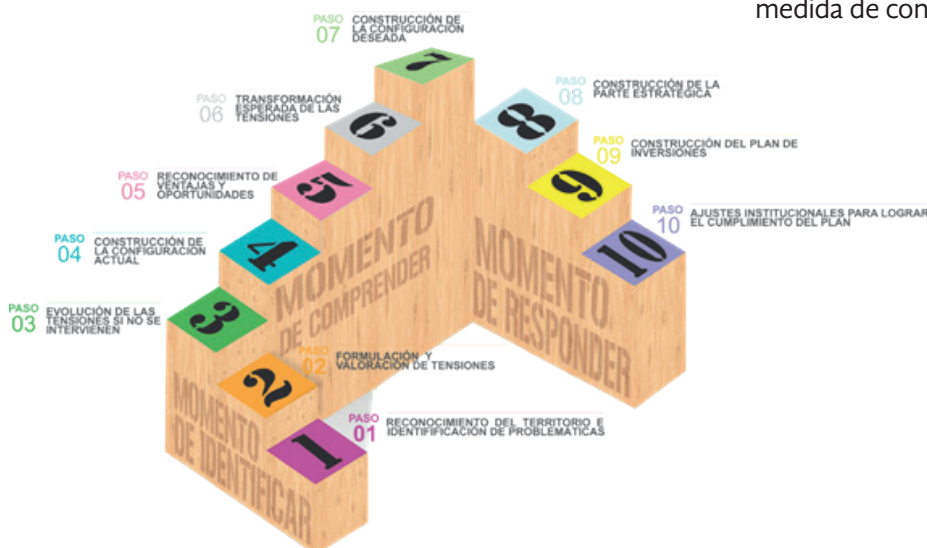 medida de con
PASO 07 CONSTRUCCIÓN DE
LA CONFIGURACIÓN
DESEADA
7
PASO 06 TRANSFORMACIÓN
ESPERADA DE LAS
TENSIONES
6
PASO 05 RECONOCIMIENTO DE
VENTAJAS Y
OPORTUNIDADES
5
PASO 04 CONSTRUCCIÓN DE
LA CONFIGURACIÓN
ACTUAL
4
PASO 03 EVOLUCIÓN DE LAS
TENSIONES SI NO SE
INTERVIENEN
3
PASO 02 FORMULACIÓN Y
VALORACIÓN DE TENSIONES
2
PASO 01 RECONOCIMIENTO DEL TERRITORIO E
IDENTIFIFICACIÓN DE PROBLEMÁTICAS
1
PASO 08 CONSTRUCCIÓN DE LA
PARTE ESTRATÉGICA
8
PASO 09 CONSTRUCCIÓN DEL PLAN DE
INVERSIONES
9
PASO 10 AJUSTES INSTITUCIONALES PARA LOGRAR
EL CUMPLIMIENTO DEL PLAN
10
MOMENTO
DE IDENTIFICAR
MOMENTO
DE COMPRENDER
MOMENTO
DE RESPONDER